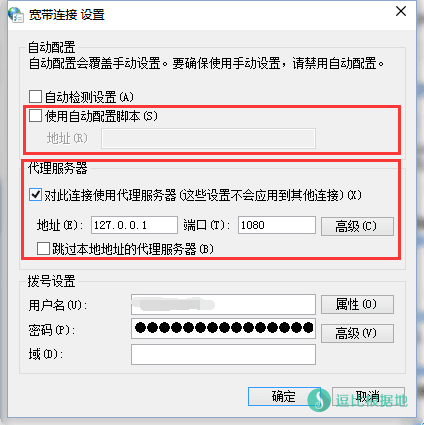 宽带连接 设置
自动配置
自动配置会覆盖手动设置。要确保使用手动设置，请禁用自动配置。
自动检测设置(A)
使用自动配置脚本(S)
地址(R)
代理服务器
对此连接使用代理服务器(这些设置不会应用到其他连接)(X)
地址(E): 127.0.0.1 端口(T): 1080 高级(C)
跳过本地地址的代理服务器(B)
拨号设置
用户名(U): 属性(O)
密码(P): ●●●●●●●●●●●●●●● 高级(V)
域(D):
确定 取消
逗比根据地